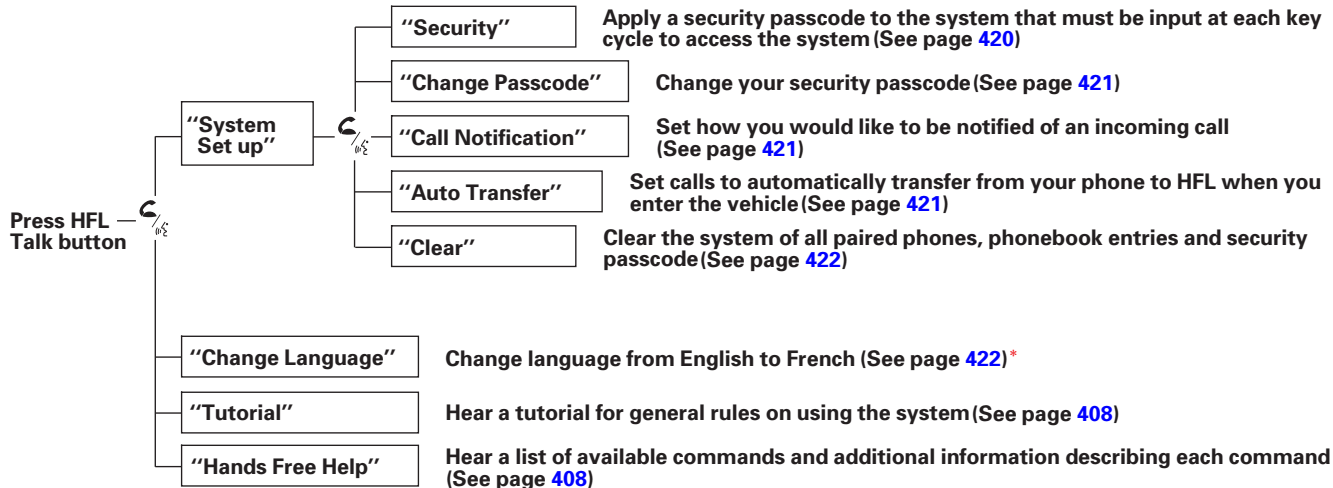 Press HFL
Talk button
"System
Set up"
"Security"
Apply a security passcode to the system that must be input at each key
cycle to access the system (See page 420)
"Change Passcode"
Change your security passcode (See page 421)
"Call Notification"
Set how you would like to be notified of an incoming call
(See page 421)
"Auto Transfer"
Set calls to automatically transfer from your phone to HFL when you
enter the vehicle (See page 421)
"Clear"
Clear the system of all paired phones, phonebook entries and security
passcode (See page 422)
"Change Language"
Change language from English to French (See page 422)*
"Tutorial"
Hear a tutorial for general rules on using the system (See page 408)
"Hands Free Help"
Hear a list of available commands and additional information describing each command
(See page 408)